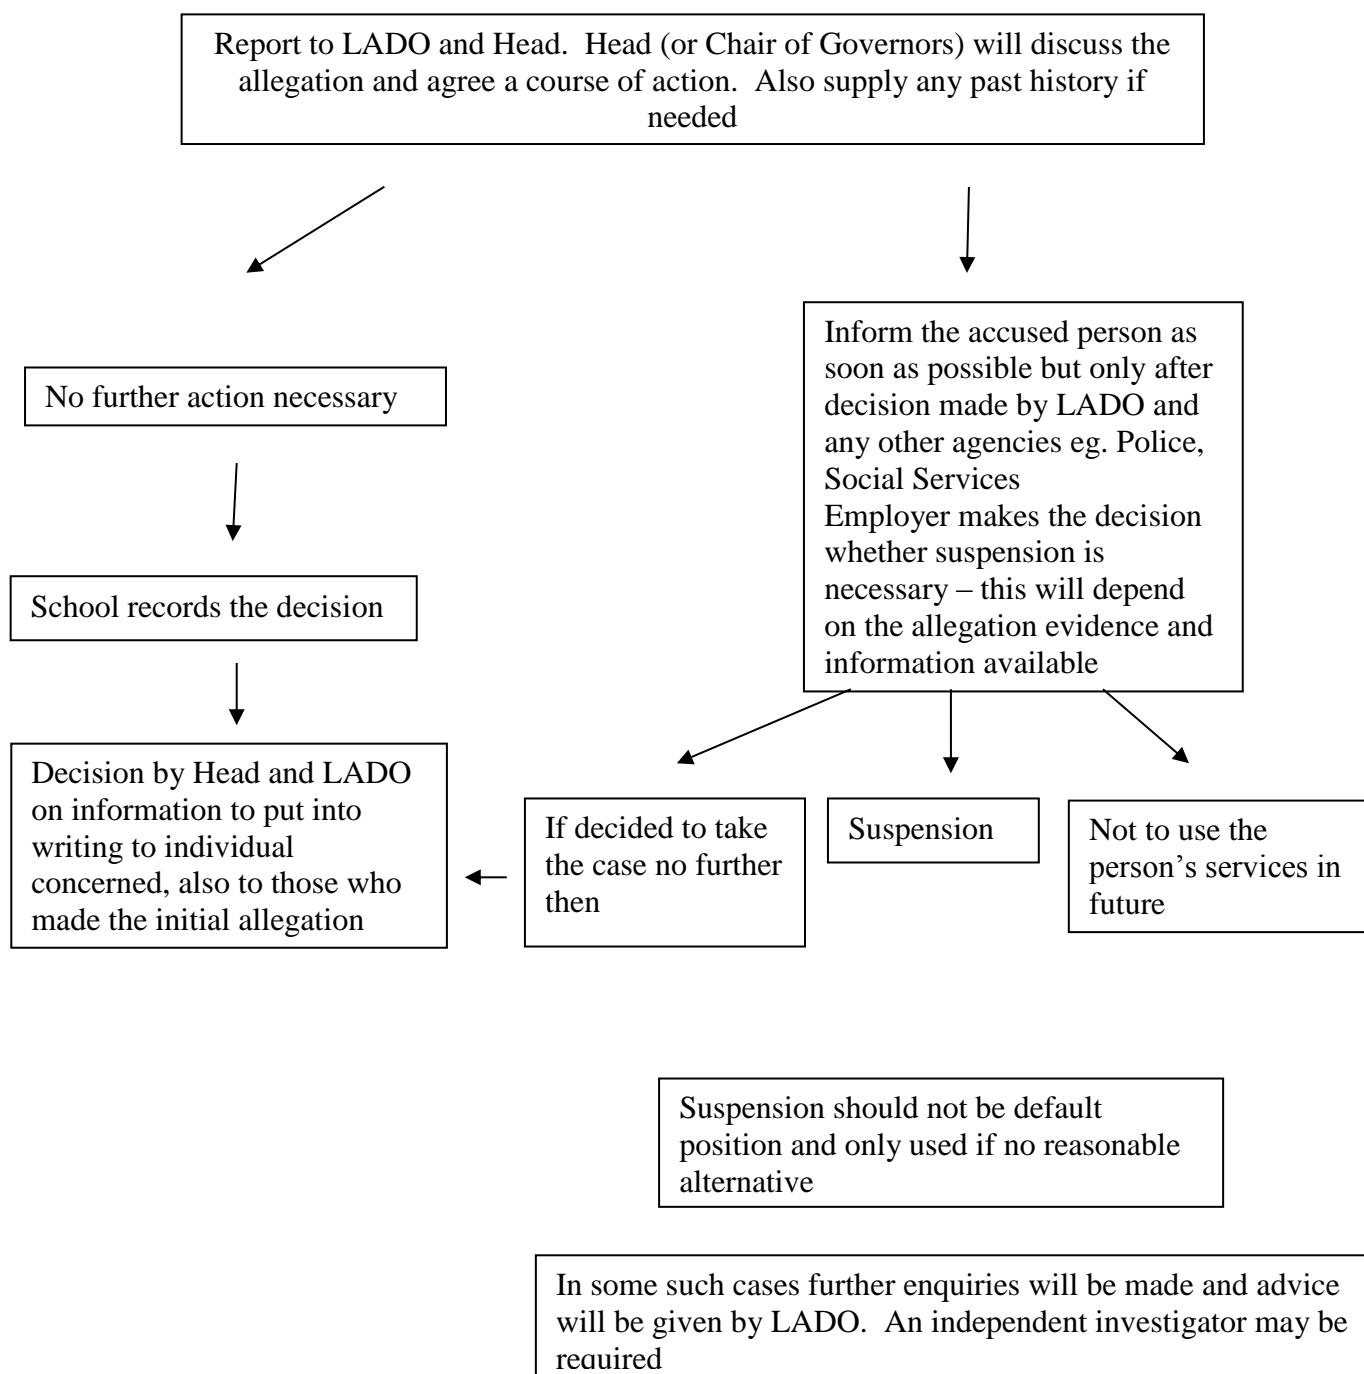 Report to LADO and Head.  Head (or Chair of Governors) will discuss the
allegation and agree a course of action.  Also supply any past history if
needed
No further action necessary
School records the decision
Decision by Head and LADO
on information to put into
writing to individual
concerned, also to those who
made the initial allegation
Inform the accused person as
soon as possible but only after
decision made by LADO and
any other agencies eg. Police,
Social Services
Employer makes the decision
whether suspension is
necessary – this will depend
on the allegation evidence and
information available
If decided to take
the case no further
then
Suspension
Not to use the
person’s services in
future
Suspension should not be default
position and only used if no reasonable
alternative
In some such cases further enquiries will be made and advice
will be given by LADO.  An independent investigator may be
required